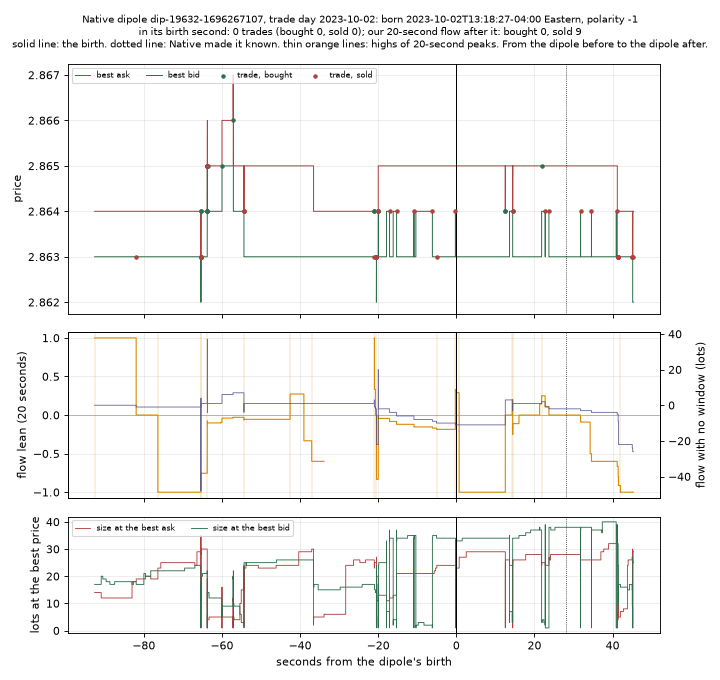 Native dipole dip-19632-1696267107, trade day 2023-10-02: born 2023-10-02T13:18:27-04:00 Eastern, polarity -1
in its birth second: 0 trades (bought 0, sold 0); our 20-second flow after it: bought 0, sold 9
solid line: the birth. dotted line: Native made it known. thin orange lines: highs of 20-second peaks. From the dipole before to the dipole after.
best ask best bid trade, bought trade, sold
2.867
2.866
2.865
2.864
2.863
2.862
price
1.0
0.5
0.0
−0.5
−1.0
flow lean (20 seconds)
40
20
0
−20
−40
flow with no window (lots)
size at the best ask size at the best bid
40
30
20
10
0
lots at the best price
−80 −60 −40 −20 0 20 40
seconds from the dipole's birth